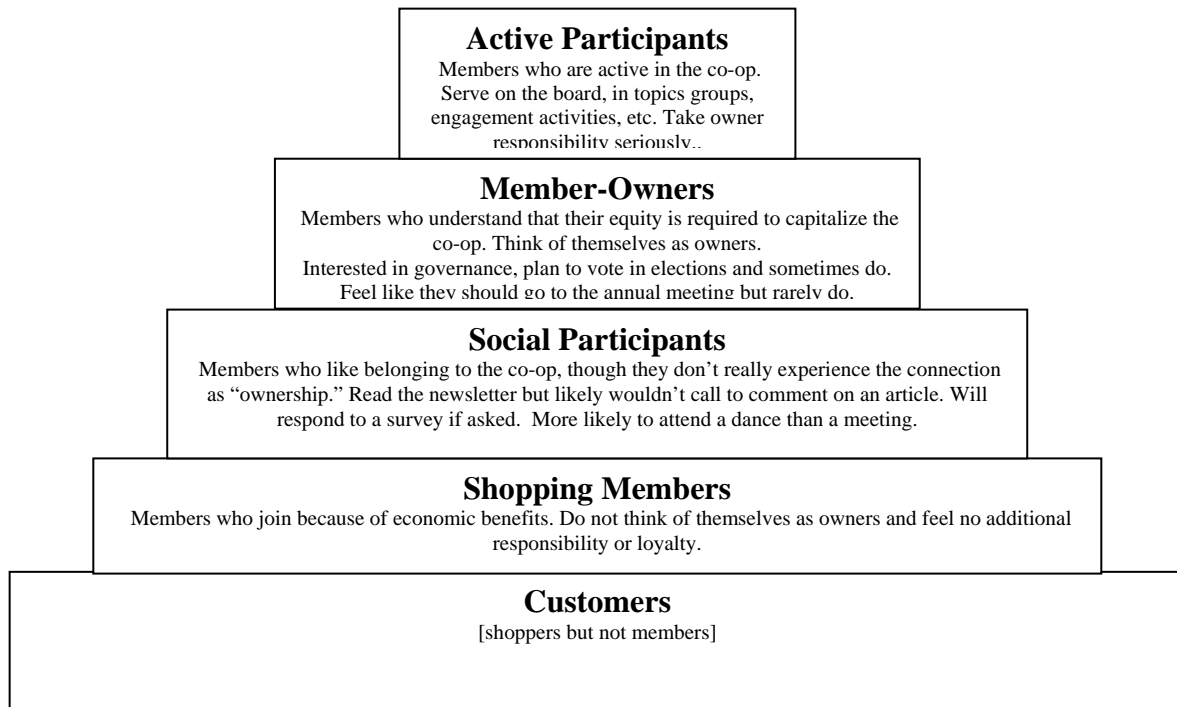 Active Participants
Members who are active in the co-op.
Serve on the board, in topics groups,
engagement activities, etc. Take owner
responsibility seriously..
Member-Owners
Members who understand that their equity is required to capitalize the
co-op. Think of themselves as owners.
Interested in governance, plan to vote in elections and sometimes do.
Feel like they should go to the annual meeting but rarely do.
Social Participants
Members who like belonging to the co-op, though they don’t really experience the connection
as “ownership.” Read the newsletter but likely wouldn’t call to comment on an article. Will
respond to a survey if asked.  More likely to attend a dance than a meeting.
Shopping Members
Members who join because of economic benefits. Do not think of themselves as owners and feel no additional
responsibility or loyalty.
Customers
[shoppers but not members]